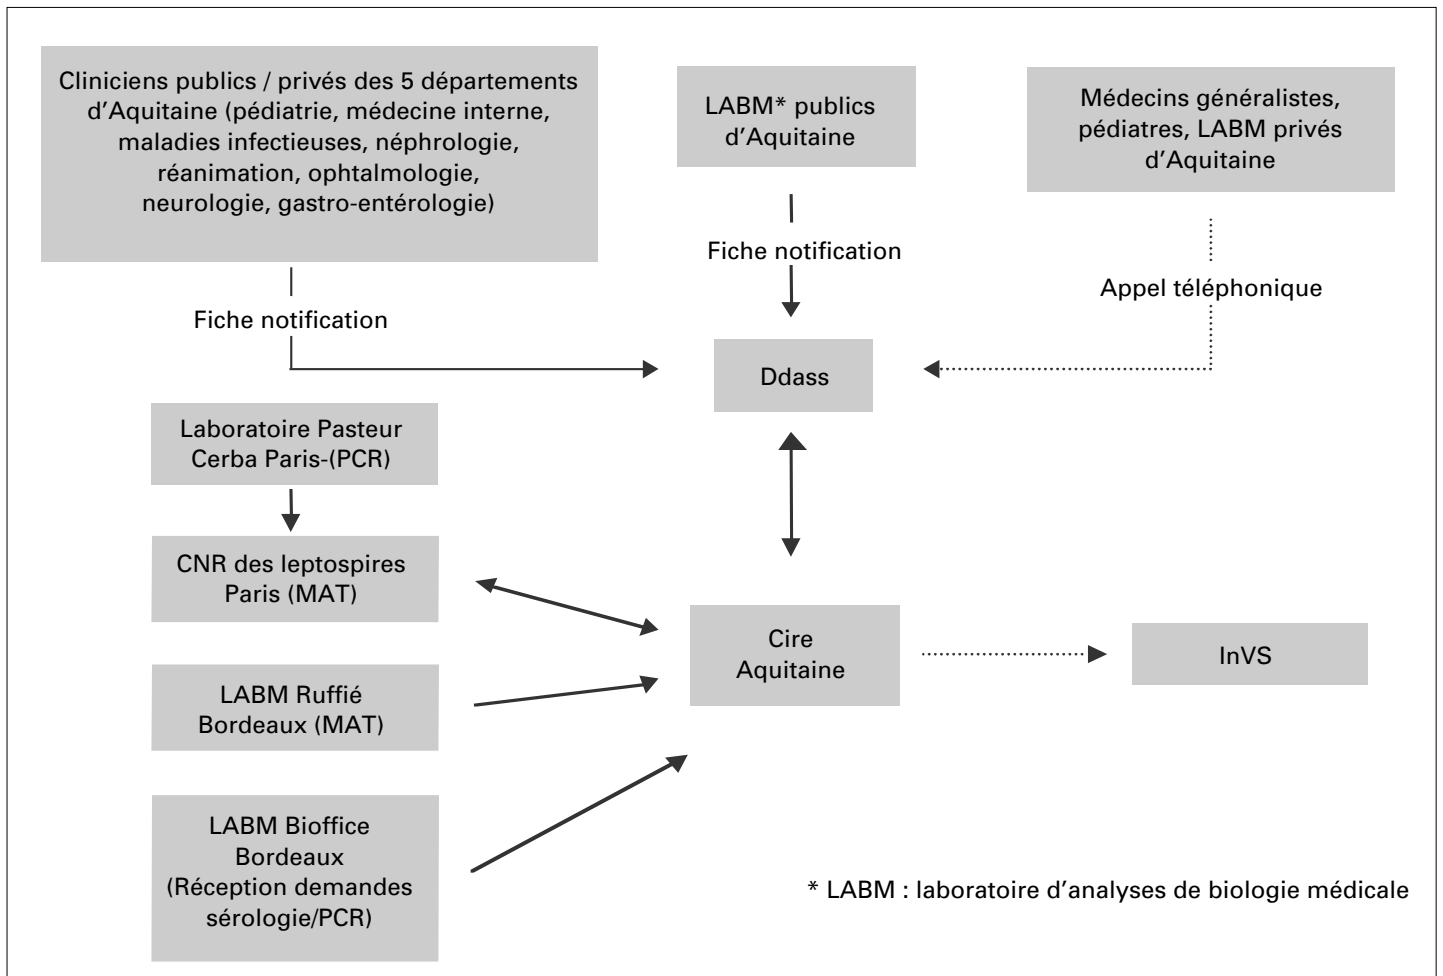 Cliniciens publics / privés des 5 départements
d’Aquitaine (pédiatrie, médecine interne,
maladies infectieuses, néphrologie,
réanimation, ophtalmologie,
neurologie, gastro-entérologie)
LABM* publics
d’Aquitaine
Médecins généralistes,
pédiatres, LABM privés
d’Aquitaine
Fiche notification
Fiche notification
Appel téléphonique
Ddass
Laboratoire Pasteur
Cerba Paris-(PCR)
CNR des leptospires
Paris (MAT)
Cire
Aquitaine
InVS
LABM Ruffié
Bordeaux (MAT)
LABM Bioffice
Bordeaux
(Réception demandes
sérologie/PCR)
* LABM : laboratoire d’analyses de biologie médicale